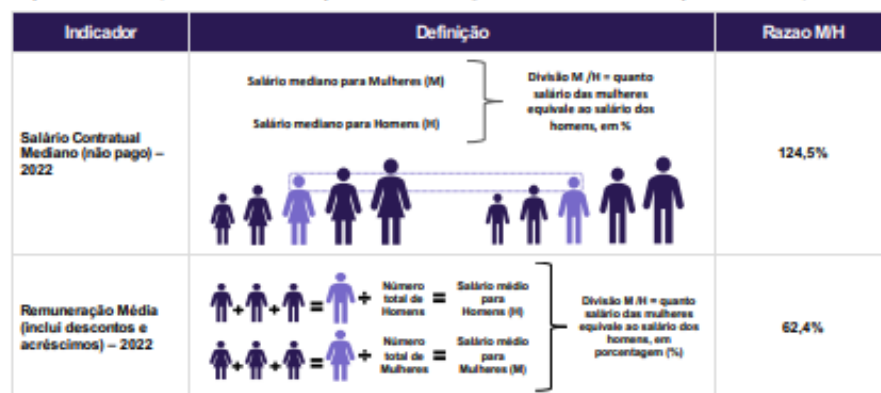 Indicador
Definição
Razao M/H
Salário Contratual
Mediano (não pago) –
2022
Salário mediano para Mulheres (M)
Salário mediano para Homens (H)
Divisão M /H = quanto
salário das mulheres
equivale ao salário dos
homens, em %
124,5%
Remuneração Média
(inclui descontos e
acréscimos) – 2022
+ + = ÷
Número
total de
Homens
=
Salário médio
para
Homens (H)
+ + = ÷
Número
total de
Mulheres
=
Salário médio
para
Mulheres (M)
Divisão M /H = quanto
salário das mulheres
equivale ao salário dos
homens, em
porcentagem (%)
62,4%